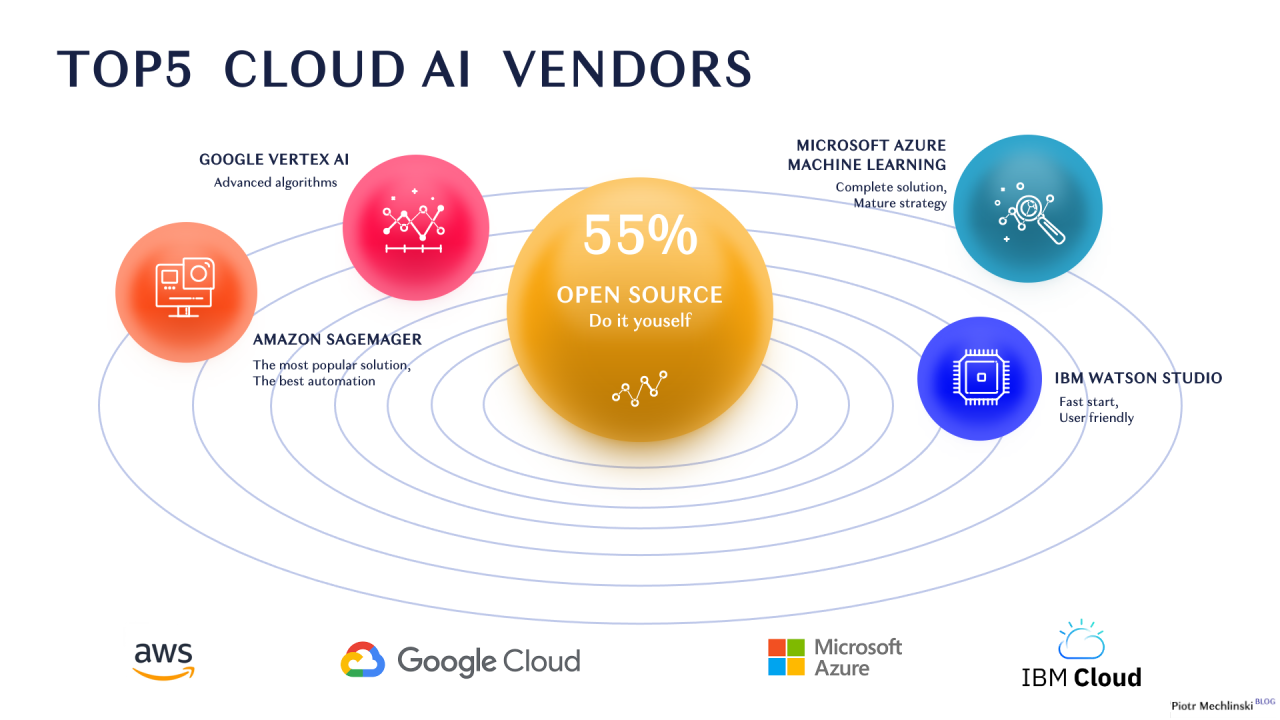 TOP5 CLOUD AI VENDORS
GOOGLE VERTEX AI
Advanced algorithms
MICROSOFT AZURE
MACHINE LEARNING
Complete solution,
Mature strategy
55%
OPEN SOURCE
Do it youself
AMAZON SAGEMAGER
The most popular solution,
The best automation
IBM WATSON STUDIO
Fast start,
User friendly
aws
Google Cloud
Microsoft
Azure
IBM Cloud
Piotr Mechlinski BLOG